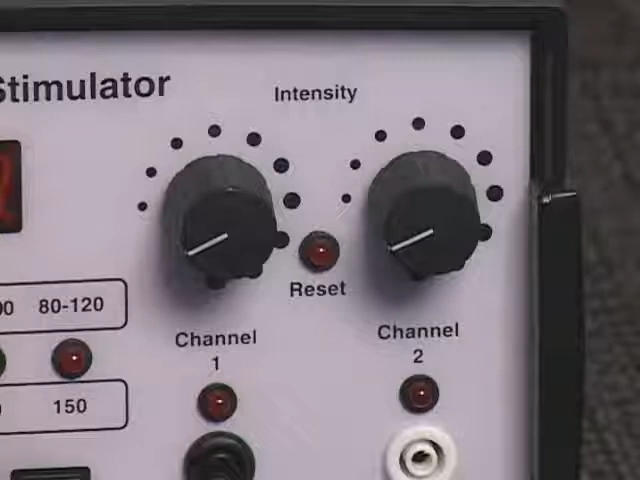 Stimulator
Intensity
Reset
80-120
Channel
1
Channel
2
150